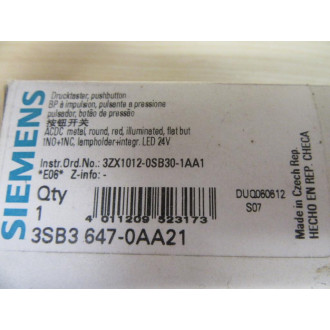 SIEMENS
Drucktaster, pushbutton
BP à impulsion, pulsante a pressione
pulsador, botão de pressão
按钮开关
ACDC metal, round, red, illuminated, flat but
1NO+1NC, lampholder+integr. LED 24V
Instr.Ord.No.: 3ZX1012-0SB30-1AA1
*E06* Z-info: -
Qty
1
4 011209 523173
DUQ060612
S07
Made in Czech Rep.
HECHO EN REP. CHECA
3SB3 647-0AA21